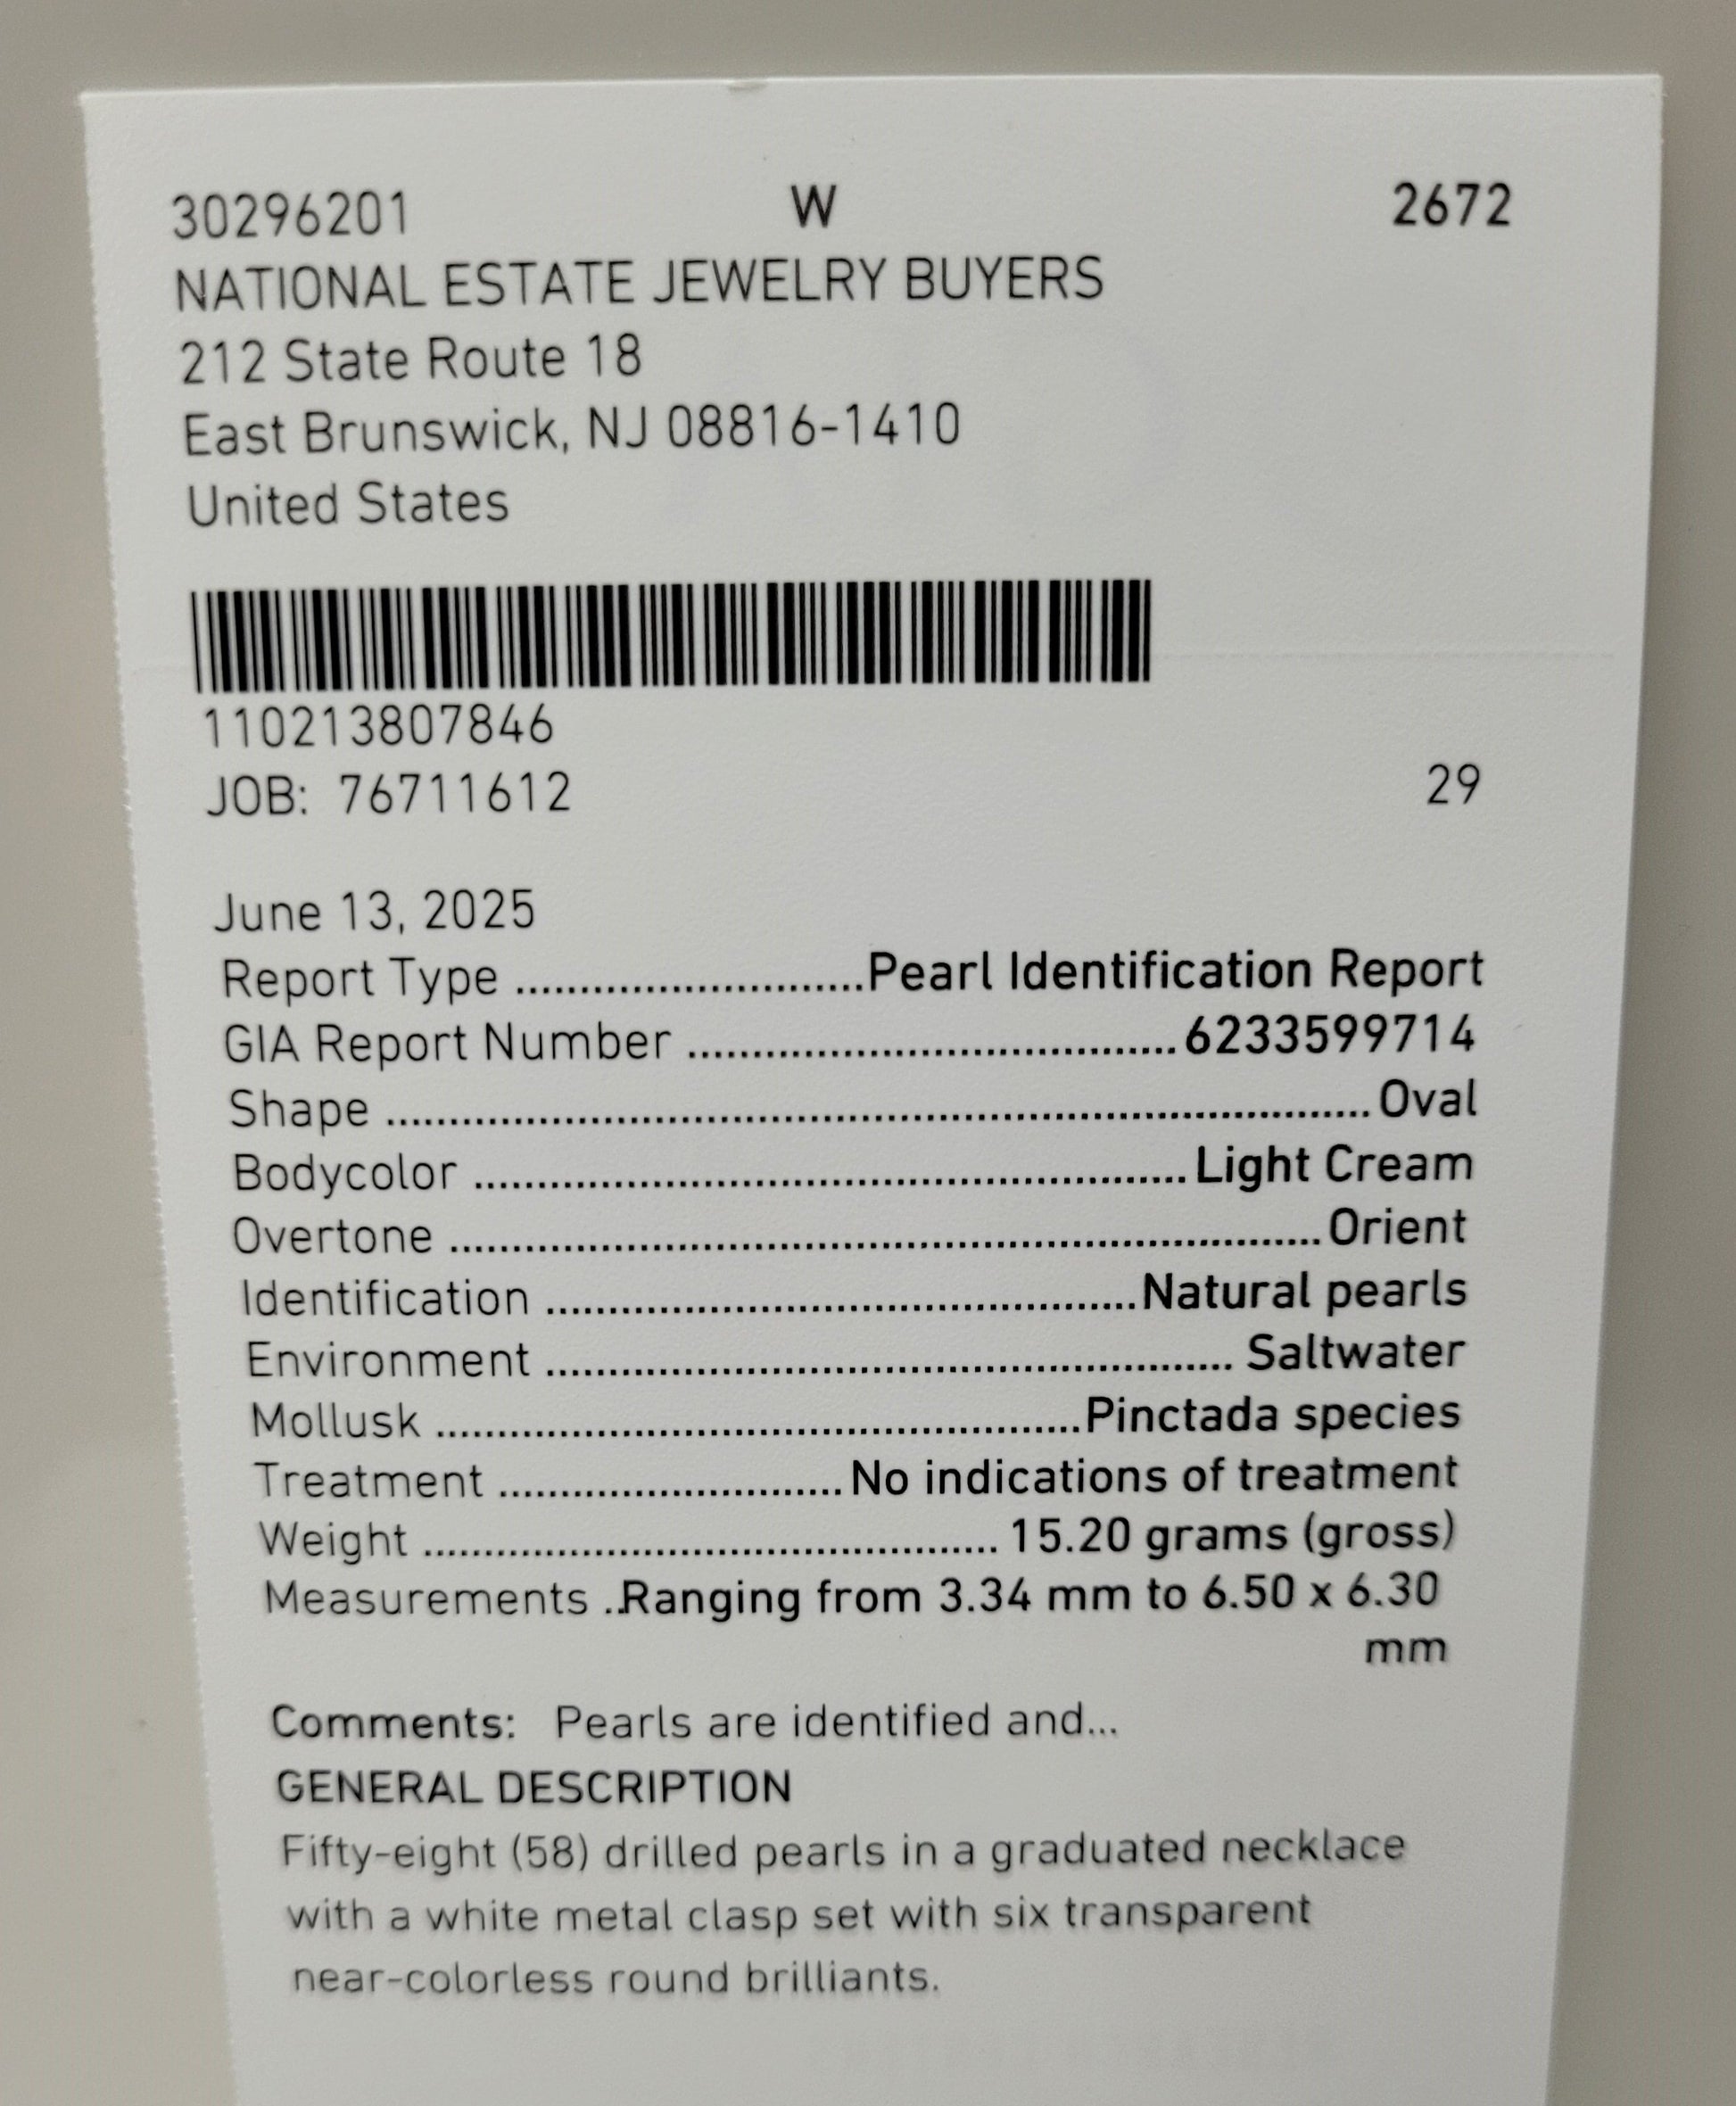 30296201 W 2672
NATIONAL ESTATE JEWELRY BUYERS
212 State Route 18
East Brunswick, NJ 08816-1410
United States
110213807846
JOB: 76711612 29
June 13, 2025
Report Type ...........................Pearl Identification Report
GIA Report Number ......................................6233599714
Shape .............................................................................Oval
Bodycolor ........................................................Light Cream
Overtone ....................................................................Orient
Identification ..............................................Natural pearls
Environment ...................................................... Saltwater
Mollusk ...................................................Pinctada species
Treatment ...........................No indications of treatment
Weight ............................................. 15.20 grams (gross)
Measurements ..Ranging from 3.34 mm to 6.50 x 6.30
mm
Comments: Pearls are identified and...
GENERAL DESCRIPTION
Fifty-eight (58) drilled pearls in a graduated necklace
with a white metal clasp set with six transparent
near-colorless round brilliants.